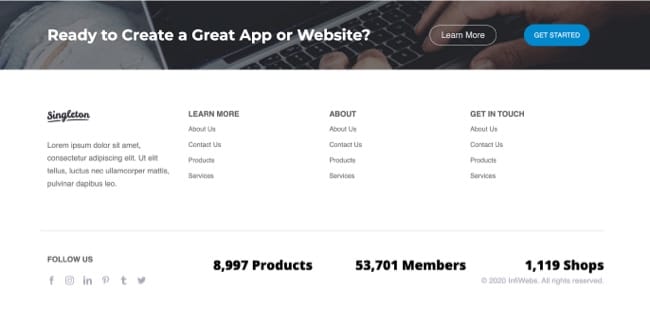 Ready to Create a Great App or Website?
Learn More
GET STARTED
Singleton
Lorem ipsum dolor sit amet,
consectetur adipiscing elit. Ut elit
tellus, luctus nec ullamcorper mattis,
pulvinar dapibus leo.
LEARN MORE
About Us
Contact Us
Products
Services
ABOUT
About Us
Contact Us
Products
Services
GET IN TOUCH
About Us
Contact Us
Products
Services
FOLLOW US
8,997 Products
53,701 Members
1,119 Shops
© 2020 InfiWebs. All rights reserved.